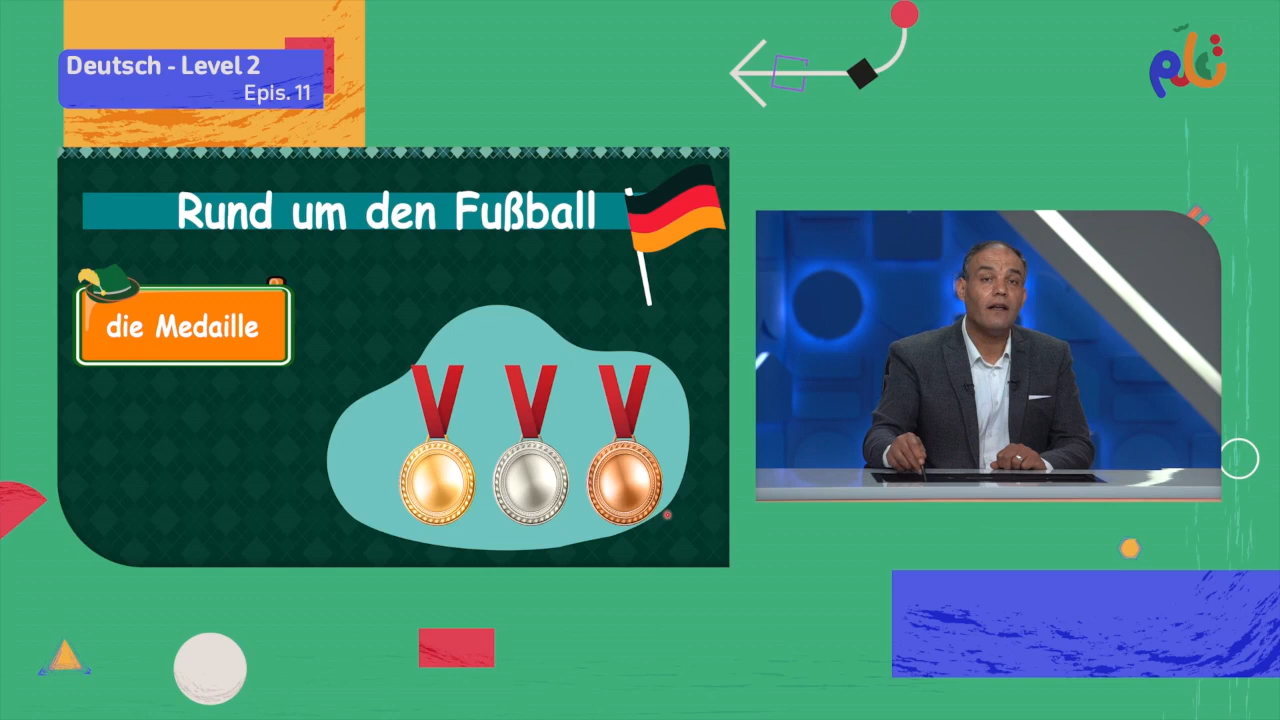 Deutsch - Level 2
Epis. 11
Rund um den Fußball
die Medaille